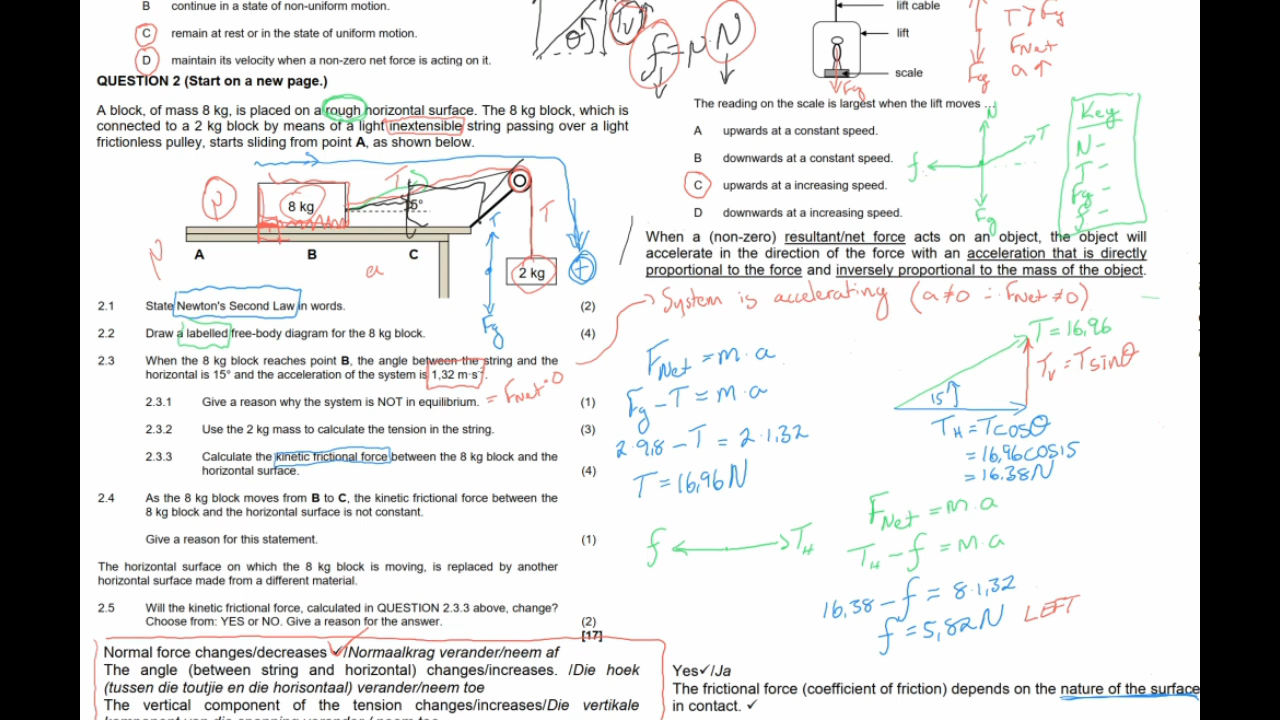 B continue in a state of non-uniform motion.
C remain at rest or in the state of uniform motion.
D maintain its velocity when a non-zero net force is acting on it.
QUESTION 2 (Start on a new page.)
A block, of mass 8 kg, is placed on a rough horizontal surface. The 8 kg block, which is
connected to a 2 kg block by means of a light inextensible string passing over a light
frictionless pulley, starts sliding from point A, as shown below.
N
8 kg
T
5°
T
T
N
A
B
C
a
2 kg
+
Fg
2.1 State Newton's Second Law in words. (2)
2.2 Draw a labelled free-body diagram for the 8 kg block. (4)
2.3 When the 8 kg block reaches point B, the angle between the string and the
horizontal is 15° and the acceleration of the system is 1,32 m·s
= FNet · 0
2.3.1 Give a reason why the system is NOT in equilibrium. (1)
2.3.2 Use the 2 kg mass to calculate the tension in the string. (3)
2.3.3 Calculate the kinetic frictional force between the 8 kg block and the
horizontal surface. (4)
2.4 As the 8 kg block moves from B to C, the kinetic frictional force between the
8 kg block and the horizontal surface is not constant.
Give a reason for this statement. (1)
The horizontal surface on which the 8 kg block is moving, is replaced by another
horizontal surface made from a different material.
2.5 Will the kinetic frictional force, calculated in QUESTION 2.3.3 above, change?
Choose from: YES or NO. Give a reason for the answer. (2)
[17]
Normal force changes/decreases ✓/Normaalkrag verander/neem af
The angle (between string and horizontal) changes/increases. /Die hoek
(tussen die toutjie en die horisontaal) verander/neem toe
The vertical component of the tension changes/increases/Die vertikale
θ
f = μ · N
lift cable
lift
scale
Fg
T > Fg
FNet
a ↑
Fg
The reading on the scale is largest when the lift moves ...
A upwards at a constant speed.
B downwards at a constant speed.
C upwards at a increasing speed.
D downwards at a increasing speed.
N
T
f
Fg
Key
N -
T -
Fg -
f -
When a (non-zero) resultant/net force acts on an object, the object will
accelerate in the direction of the force with an acceleration that is directly
proportional to the force and inversely proportional to the mass of the object.
System is accelerating (a≠0 ∴ FNet ≠0)
FNet = m·a
Fg - T = m·a
2·9,8 - T = 2·1,32
T = 16,96N
T = 16,96
TV = Tsinθ
15°
TH = Tcosθ
= 16,96cos15
= 16.38N
f
TH
FNet = m·a
TH - f = m·a
16,38 - f = 8·1,32
f = 5,82N LEFT
Yes✓/Ja
The frictional force (coefficient of friction) depends on the nature of the surface
in contact. ✓